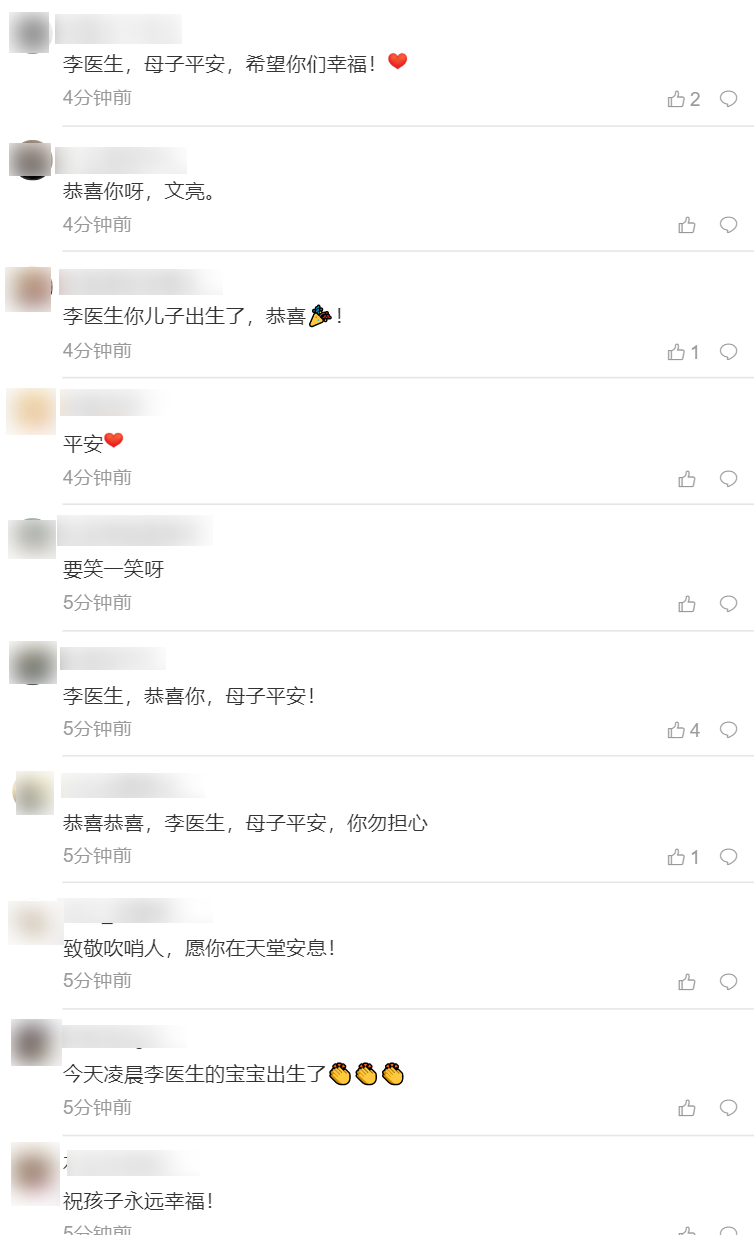 李医生，母子平安，希望你们幸福！❤️
4分钟前
2
恭喜你呀，文亮。
4分钟前
李医生你儿子出生了，恭喜🎉！
4分钟前
1
平安❤️
4分钟前
要笑一笑呀
5分钟前
李医生，恭喜你，母子平安！
5分钟前
4
恭喜恭喜，李医生，母子平安，你勿担心
5分钟前
1
致敬吹哨人，愿你在天堂安息！
5分钟前
今天凌晨李医生的宝宝出生了👏👏👏
5分钟前
祝孩子永远幸福！
5分钟前